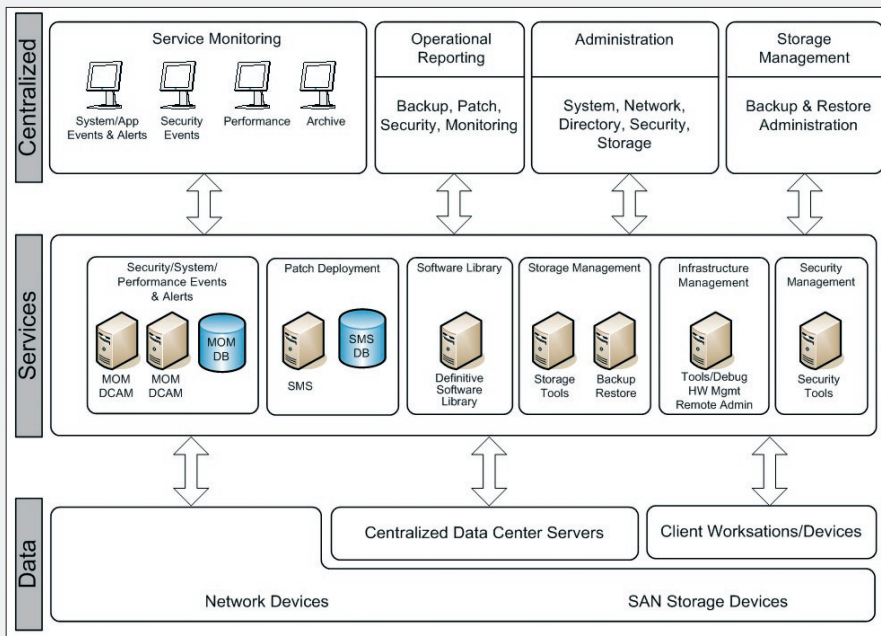 Centralized
Service Monitoring
System/App
Events & Alerts
Security
Events
Performance
Archive
Operational
Reporting
Backup, Patch,
Security, Monitoring
Administration
System, Network,
Directory, Security,
Storage
Storage
Management
Backup & Restore
Administration
Services
Security/System/
Performance Events
& Alerts
MOM
DCAM
MOM
DCAM
MOM
DB
Patch Deployment
SMS
SMS
DB
Software Library
Definitive
Software
Library
Storage Management
Storage
Tools
Backup
Restore
Infrastructure
Management
Tools/Debug
HW Mgmt
Remote Admin
Security
Management
Security
Tools
Data
Centralized Data Center Servers
Client Worksations/Devices
Network Devices
SAN Storage Devices